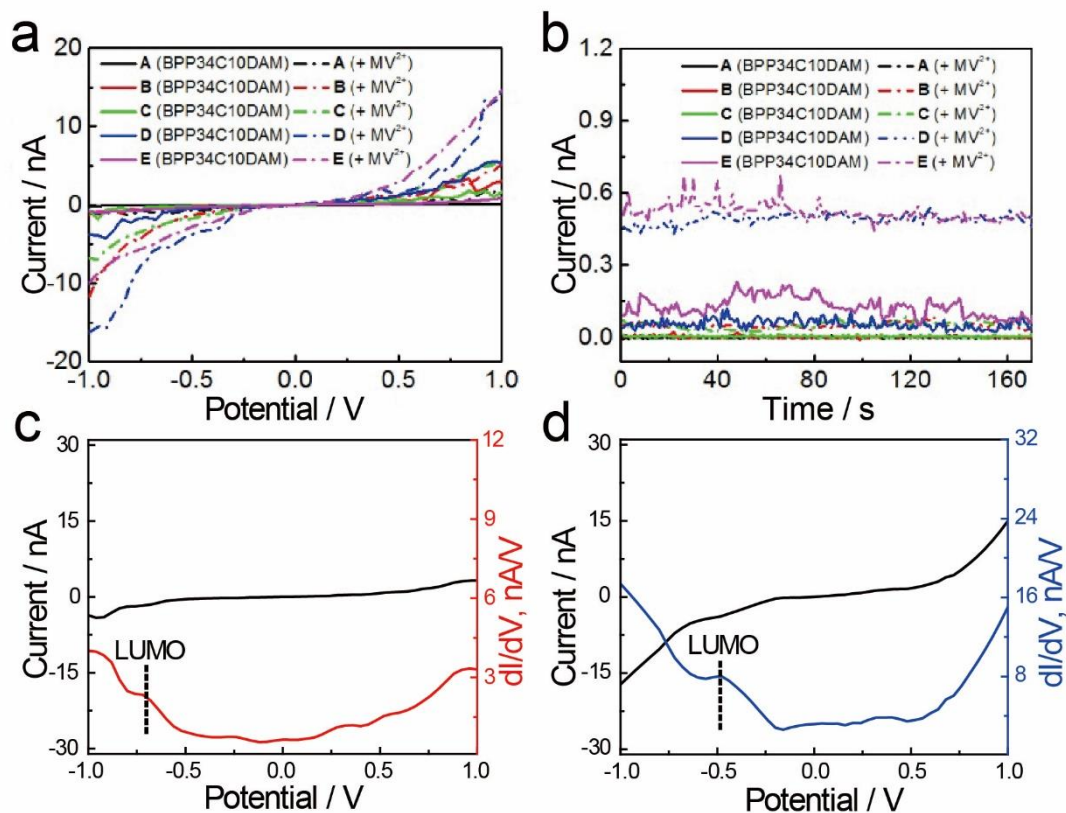 a
20
10
0
-10
-20
Current / nA
A (BPP34C10DAM) A (+ MV²⁺)
B (BPP34C10DAM) B (+ MV²⁺)
C (BPP34C10DAM) C (+ MV²⁺)
D (BPP34C10DAM) D (+ MV²⁺)
E (BPP34C10DAM) E (+ MV²⁺)
-1.0 -0.5 0.0 0.5 1.0
Potential / V
b
1.2
0.9
0.6
0.3
0.0
Current / nA
A (BPP34C10DAM) A (+ MV²⁺)
B (BPP34C10DAM) B (+ MV²⁺)
C (BPP34C10DAM) C (+ MV²⁺)
D (BPP34C10DAM) D (+ MV²⁺)
E (BPP34C10DAM) E (+ MV²⁺)
0 40 80 120 160
Time / s
c
30
15
0
-15
-30
Current / nA
LUMO
12
9
6
3
dI/dV, nA/V
-1.0 -0.5 0.0 0.5 1.0
Potential / V
d
30
15
0
-15
-30
Current / nA
LUMO
32
24
16
8
dI/dV, nA/V
-1.0 -0.5 0.0 0.5 1.0
Potential / V